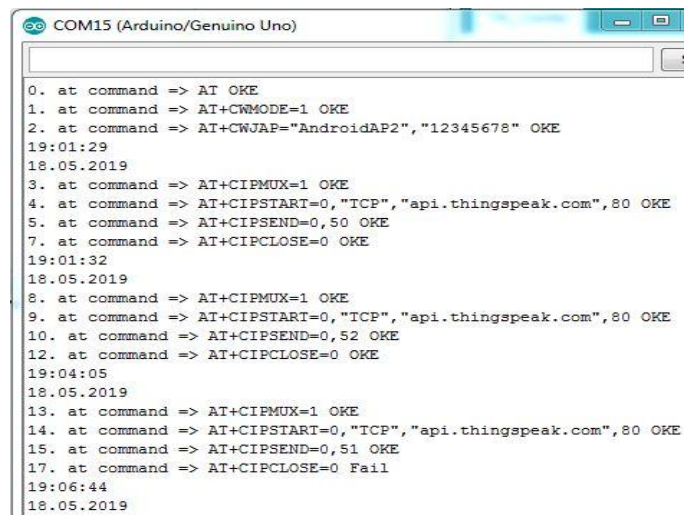 COM15 (Arduino/Genuino Uno)
0. at command => AT OKE
1. at command => AT+CWMODE=1 OKE
2. at command => AT+CWJAP="AndroidAP2","12345678" OKE
19:01:29
18.05.2019
3. at command => AT+CIPMUX=1 OKE
4. at command => AT+CIPSTART=0,"TCP","api.thingspeak.com",80 OKE
5. at command => AT+CIPSEND=0,50 OKE
7. at command => AT+CIPCLOSE=0 OKE
19:01:32
18.05.2019
8. at command => AT+CIPMUX=1 OKE
9. at command => AT+CIPSTART=0,"TCP","api.thingspeak.com",80 OKE
10. at command => AT+CIPSEND=0,52 OKE
12. at command => AT+CIPCLOSE=0 OKE
19:04:05
18.05.2019
13. at command => AT+CIPMUX=1 OKE
14. at command => AT+CIPSTART=0,"TCP","api.thingspeak.com",80 OKE
15. at command => AT+CIPSEND=0,51 OKE
17. at command => AT+CIPCLOSE=0 Fail
19:06:44
18.05.2019